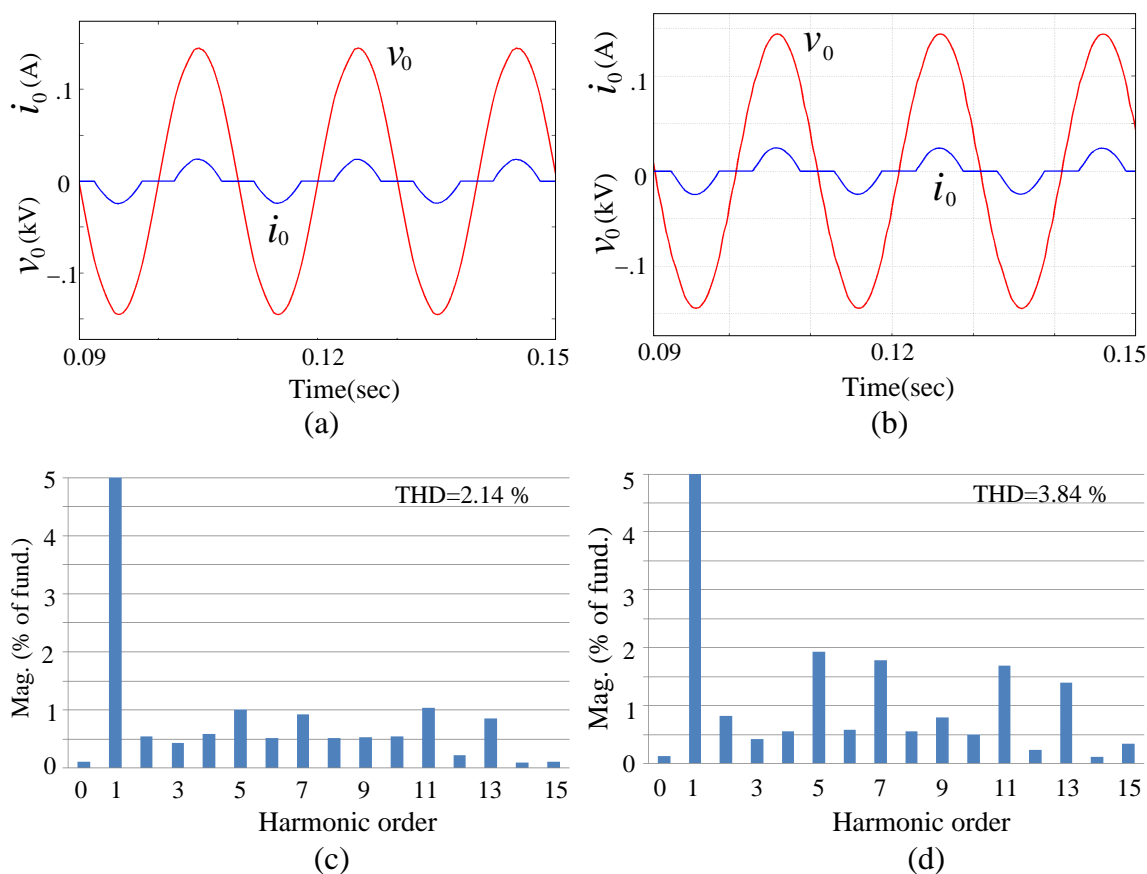 i₀(A)
v₀(kV)
.1
0
−.1
v₀
i₀
0.09
0.12
0.15
Time(sec)
(a)
i₀(A)
v₀(kV)
.1
0
−.1
v₀
i₀
0.09
0.12
0.15
Time(sec)
(b)
Mag. (% of fund.)
5
4
3
2
1
0
THD=2.14 %
0 1 3 5 7 9 11 13 15
Harmonic order
(c)
Mag. (% of fund.)
5
4
3
2
1
0
THD=3.84 %
0 1 3 5 7 9 11 13 15
Harmonic order
(d)